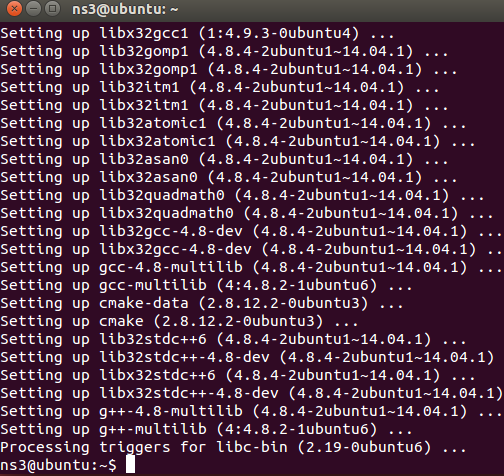 ns3@ubuntu: ~
Setting up libx32gcc1 (1:4.9.3-0ubuntu4) ...
Setting up lib32gomp1 (4.8.4-2ubuntu1~14.04.1) ...
Setting up libx32gomp1 (4.8.4-2ubuntu1~14.04.1) ...
Setting up lib32itm1 (4.8.4-2ubuntu1~14.04.1) ...
Setting up libx32itm1 (4.8.4-2ubuntu1~14.04.1) ...
Setting up lib32atomic1 (4.8.4-2ubuntu1~14.04.1) ...
Setting up libx32atomic1 (4.8.4-2ubuntu1~14.04.1) ...
Setting up lib32asan0 (4.8.4-2ubuntu1~14.04.1) ...
Setting up libx32asan0 (4.8.4-2ubuntu1~14.04.1) ...
Setting up lib32quadmath0 (4.8.4-2ubuntu1~14.04.1) ...
Setting up libx32quadmath0 (4.8.4-2ubuntu1~14.04.1) ...
Setting up lib32gcc-4.8-dev (4.8.4-2ubuntu1~14.04.1) ...
Setting up libx32gcc-4.8-dev (4.8.4-2ubuntu1~14.04.1) ...
Setting up gcc-4.8-multilib (4.8.4-2ubuntu1~14.04.1) ...
Setting up gcc-multilib (4:4.8.2-1ubuntu6) ...
Setting up cmake-data (2.8.12.2-0ubuntu3) ...
Setting up cmake (2.8.12.2-0ubuntu3) ...
Setting up lib32stdc++6 (4.8.4-2ubuntu1~14.04.1) ...
Setting up lib32stdc++-4.8-dev (4.8.4-2ubuntu1~14.04.1)
Setting up libx32stdc++6 (4.8.4-2ubuntu1~14.04.1) ...
Setting up libx32stdc++-4.8-dev (4.8.4-2ubuntu1~14.04.1)
Setting up g++-4.8-multilib (4.8.4-2ubuntu1~14.04.1) ...
Setting up g++-multilib (4:4.8.2-1ubuntu6) ...
Processing triggers for libc-bin (2.19-0ubuntu6) ...
ns3@ubuntu:~$